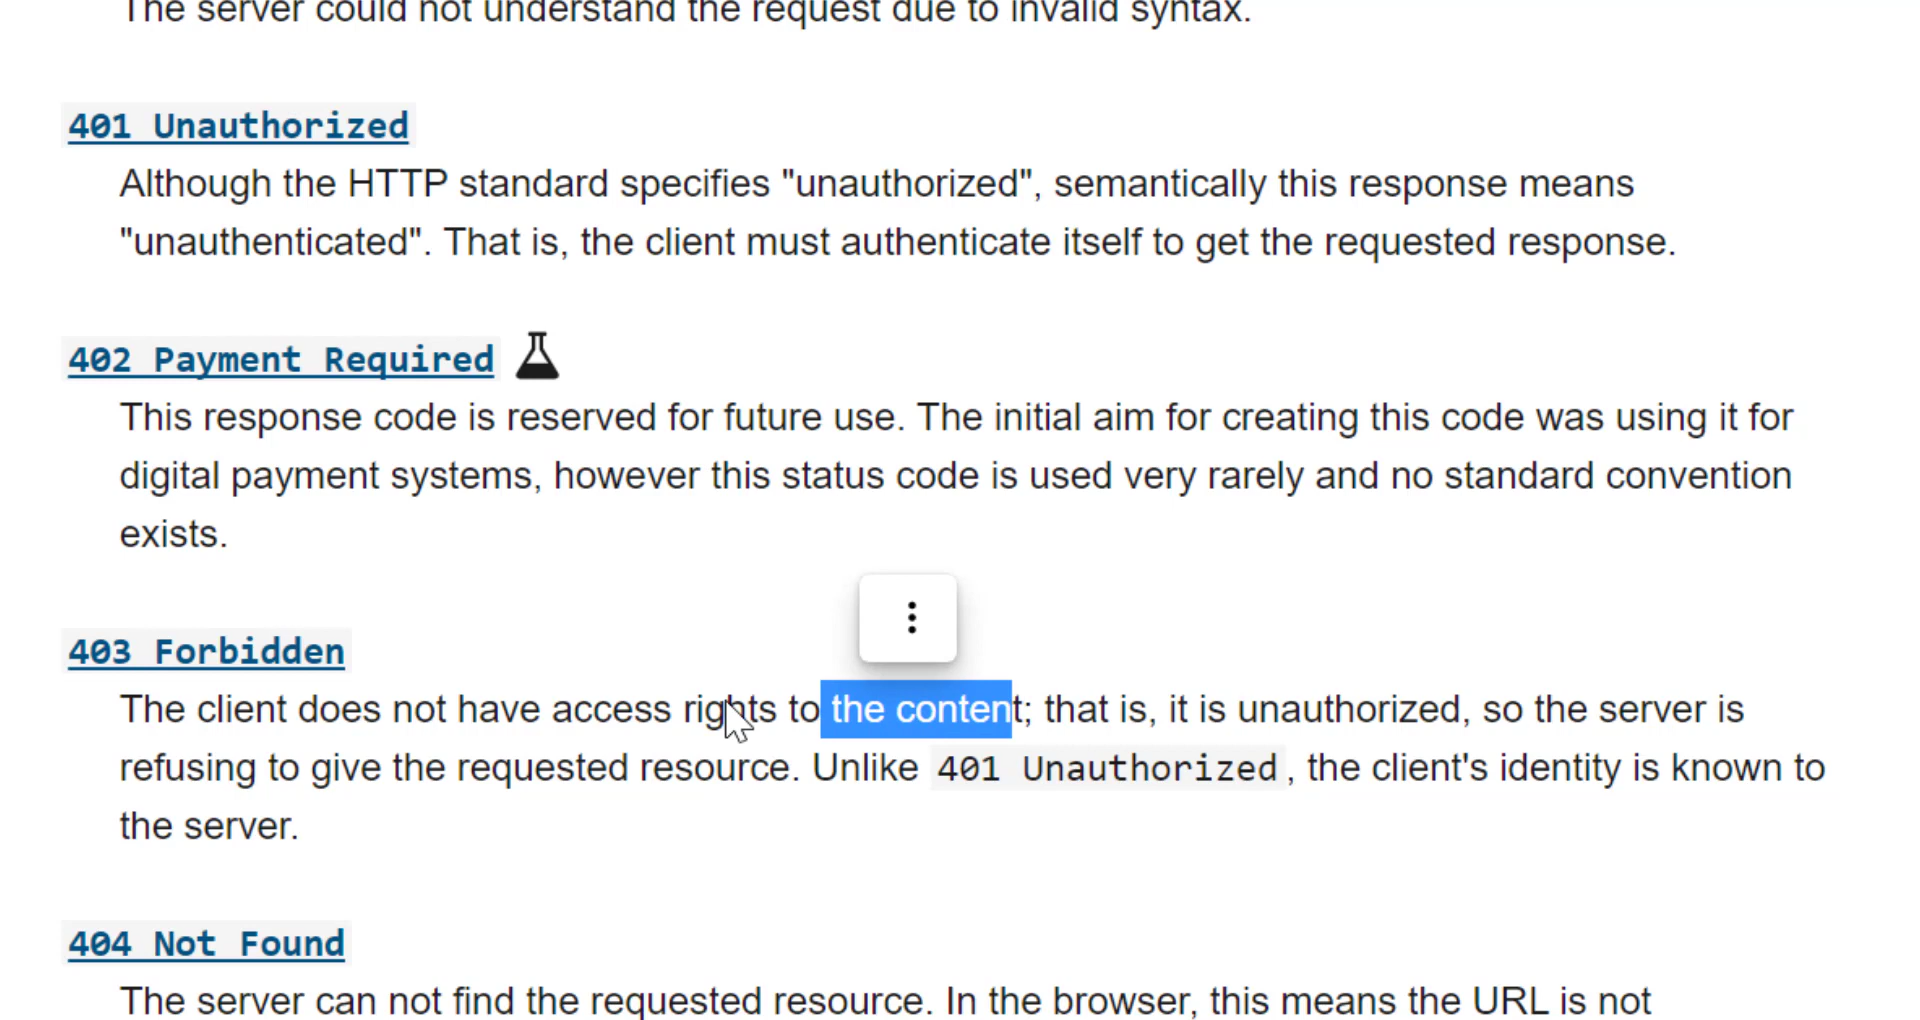 The server could not understand the request due to invalid syntax.
401 Unauthorized
Although the HTTP standard specifies "unauthorized", semantically this response means
"unauthenticated". That is, the client must authenticate itself to get the requested response.
402 Payment Required
This response code is reserved for future use. The initial aim for creating this code was using it for
digital payment systems, however this status code is used very rarely and no standard convention
exists.
403 Forbidden
The client does not have access rights to the content; that is, it is unauthorized, so the server is
refusing to give the requested resource. Unlike 401 Unauthorized, the client's identity is known to
the server.
404 Not Found
The server can not find the requested resource. In the browser, this means the URL is not